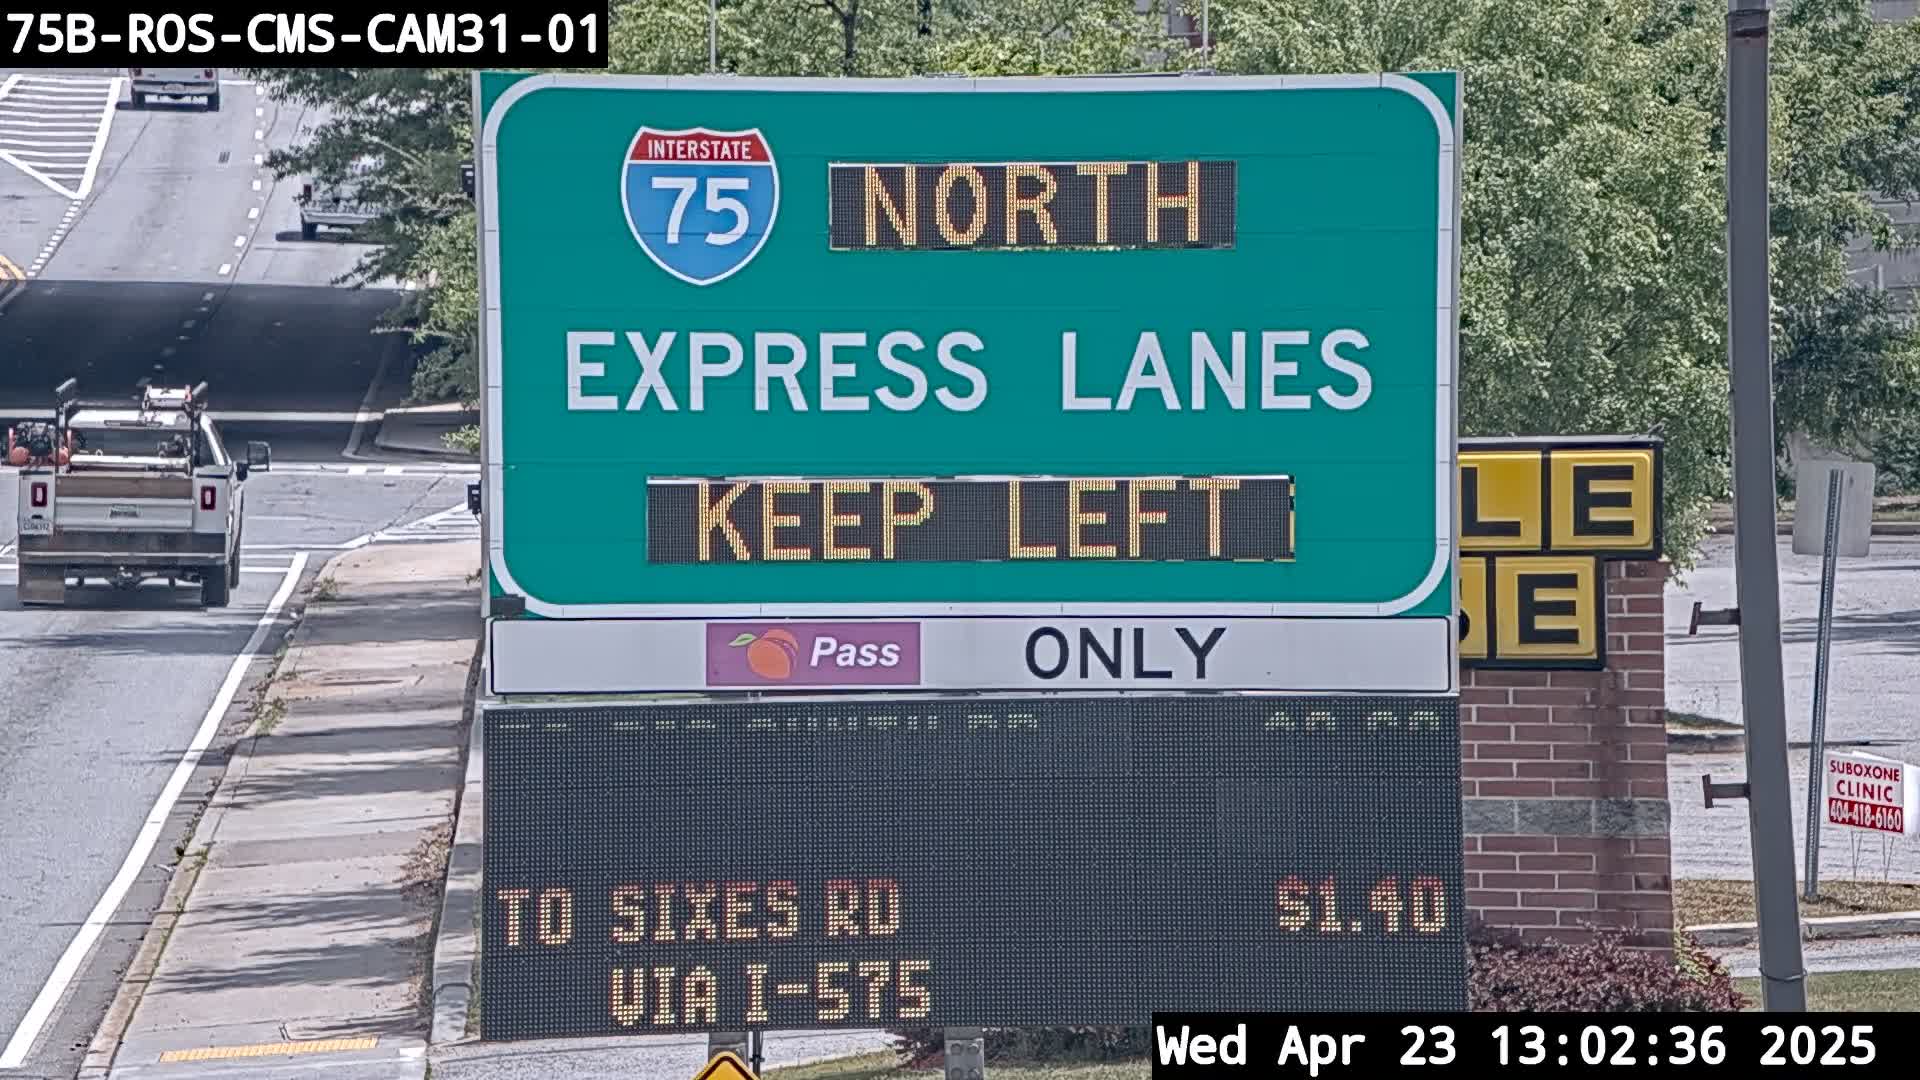 75B-ROS-CMS-CAM31-01
INTERSTATE
75
NORTH
EXPRESS LANES
KEEP LEFT
Pass ONLY
TO SIXES RD $1.40
VIA I-575
LE
E
SUBOXONE
CLINIC
404-418-6160
Wed Apr 23 13:02:36 2025